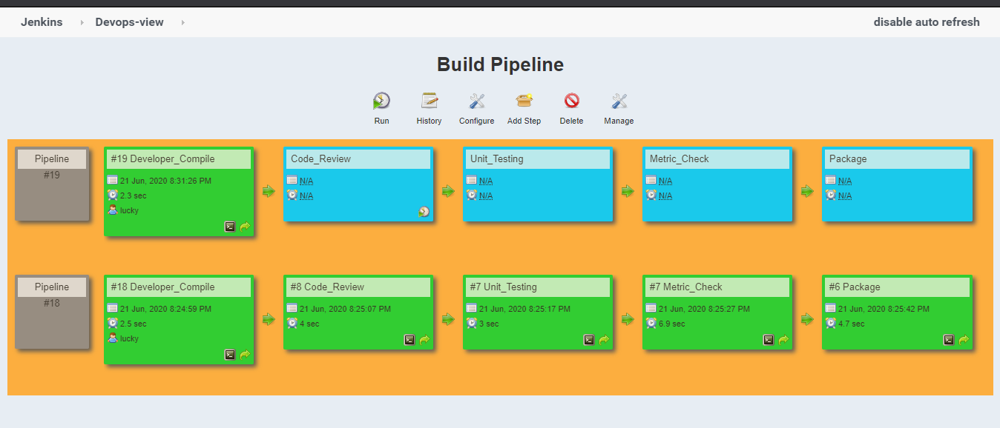 Jenkins Devops-view disable auto refresh
Build Pipeline
Run History Configure Add Step Delete Manage
Pipeline
#19
#19 Developer_Compile
21 Jun, 2020 8:31:26 PM
2.3 sec
lucky
Code_Review
N/A
N/A
Unit_Testing
N/A
N/A
Metric_Check
N/A
N/A
Package
N/A
N/A
Pipeline
#18
#18 Developer_Compile
21 Jun, 2020 8:24:59 PM
2.5 sec
lucky
#8 Code_Review
21 Jun, 2020 8:25:07 PM
4 sec
#7 Unit_Testing
21 Jun, 2020 8:25:17 PM
3 sec
#7 Metric_Check
21 Jun, 2020 8:25:27 PM
6.9 sec
#6 Package
21 Jun, 2020 8:25:42 PM
4.7 sec